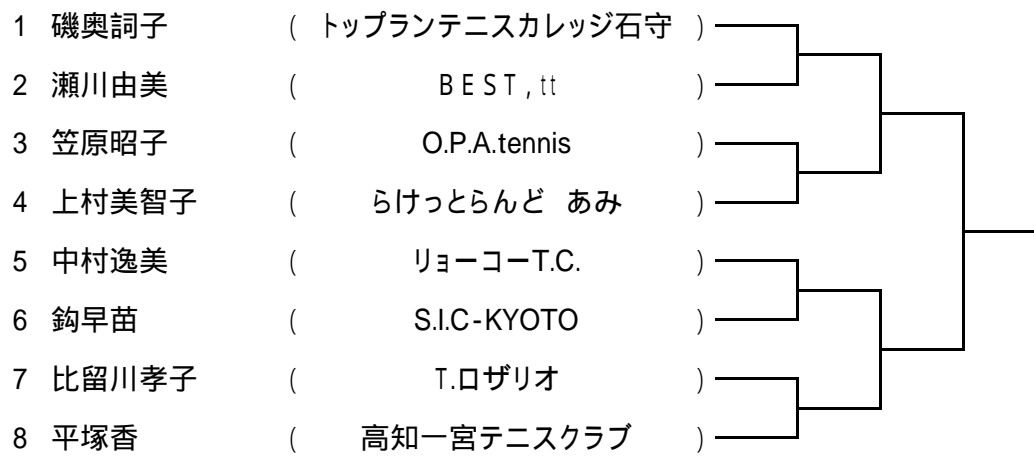 1 磯奥詞子 ( トップランテニスカレッジ石守 )
2 瀬川由美 ( BEST,tt )
3 笠原昭子 ( O.P.A.tennis )
4 上村美智子 ( らけっとらんど あみ )
5 中村逸美 ( リョーコーT.C. )
6 鈎早苗 ( S.I.C-KYOTO )
7 比留川孝子 ( T.ロザリオ )
8 平塚香 ( 高知一宮テニスクラブ )